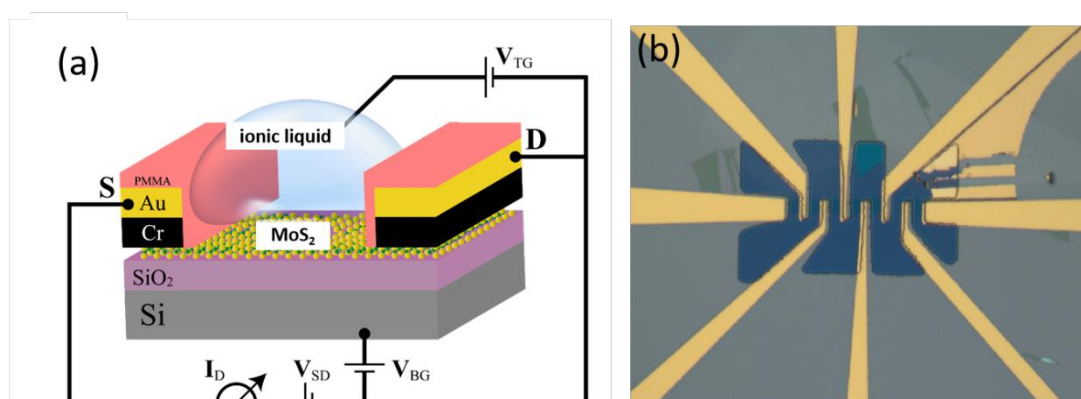 (a)
V_TG
ionic liquid
D
S
PMMA
Au
Cr
MoS₂
SiO₂
Si
I_D
V_SD
V_BG
(b)